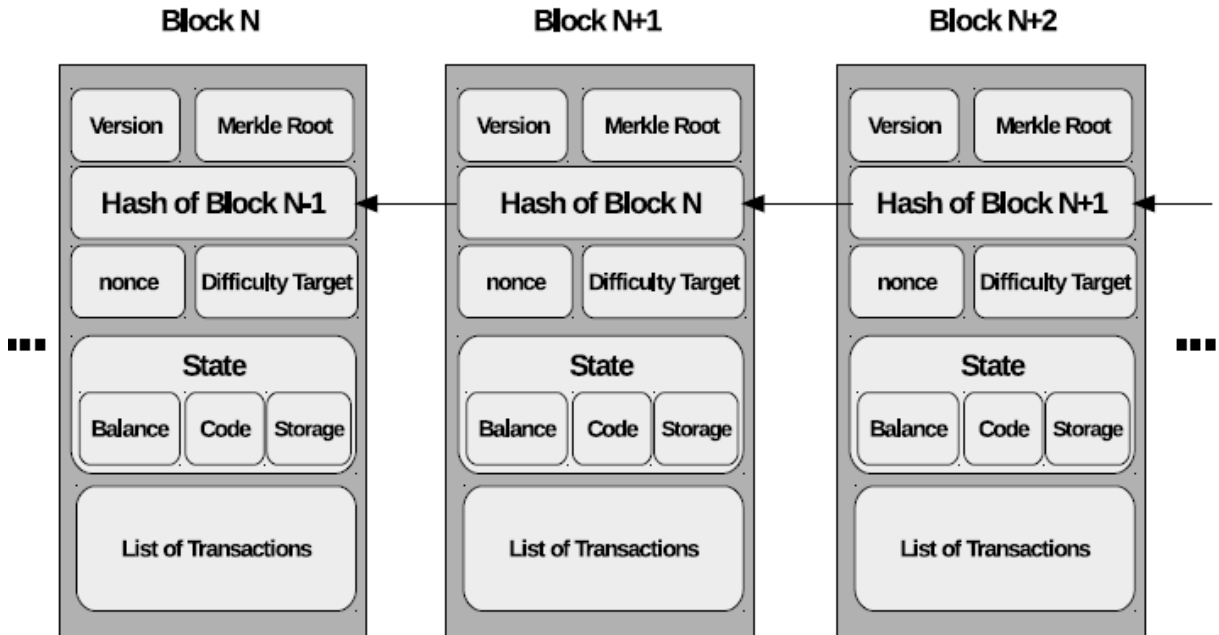 Block N
Block N+1
Block N+2
Version
Merkle Root
Version
Merkle Root
Version
Merkle Root
Hash of Block N-1
Hash of Block N
Hash of Block N+1
nonce
Difficulty Target
nonce
Difficulty Target
nonce
Difficulty Target
...
State
State
State
...
Balance
Code
Storage
Balance
Code
Storage
Balance
Code
Storage
List of Transactions
List of Transactions
List of Transactions